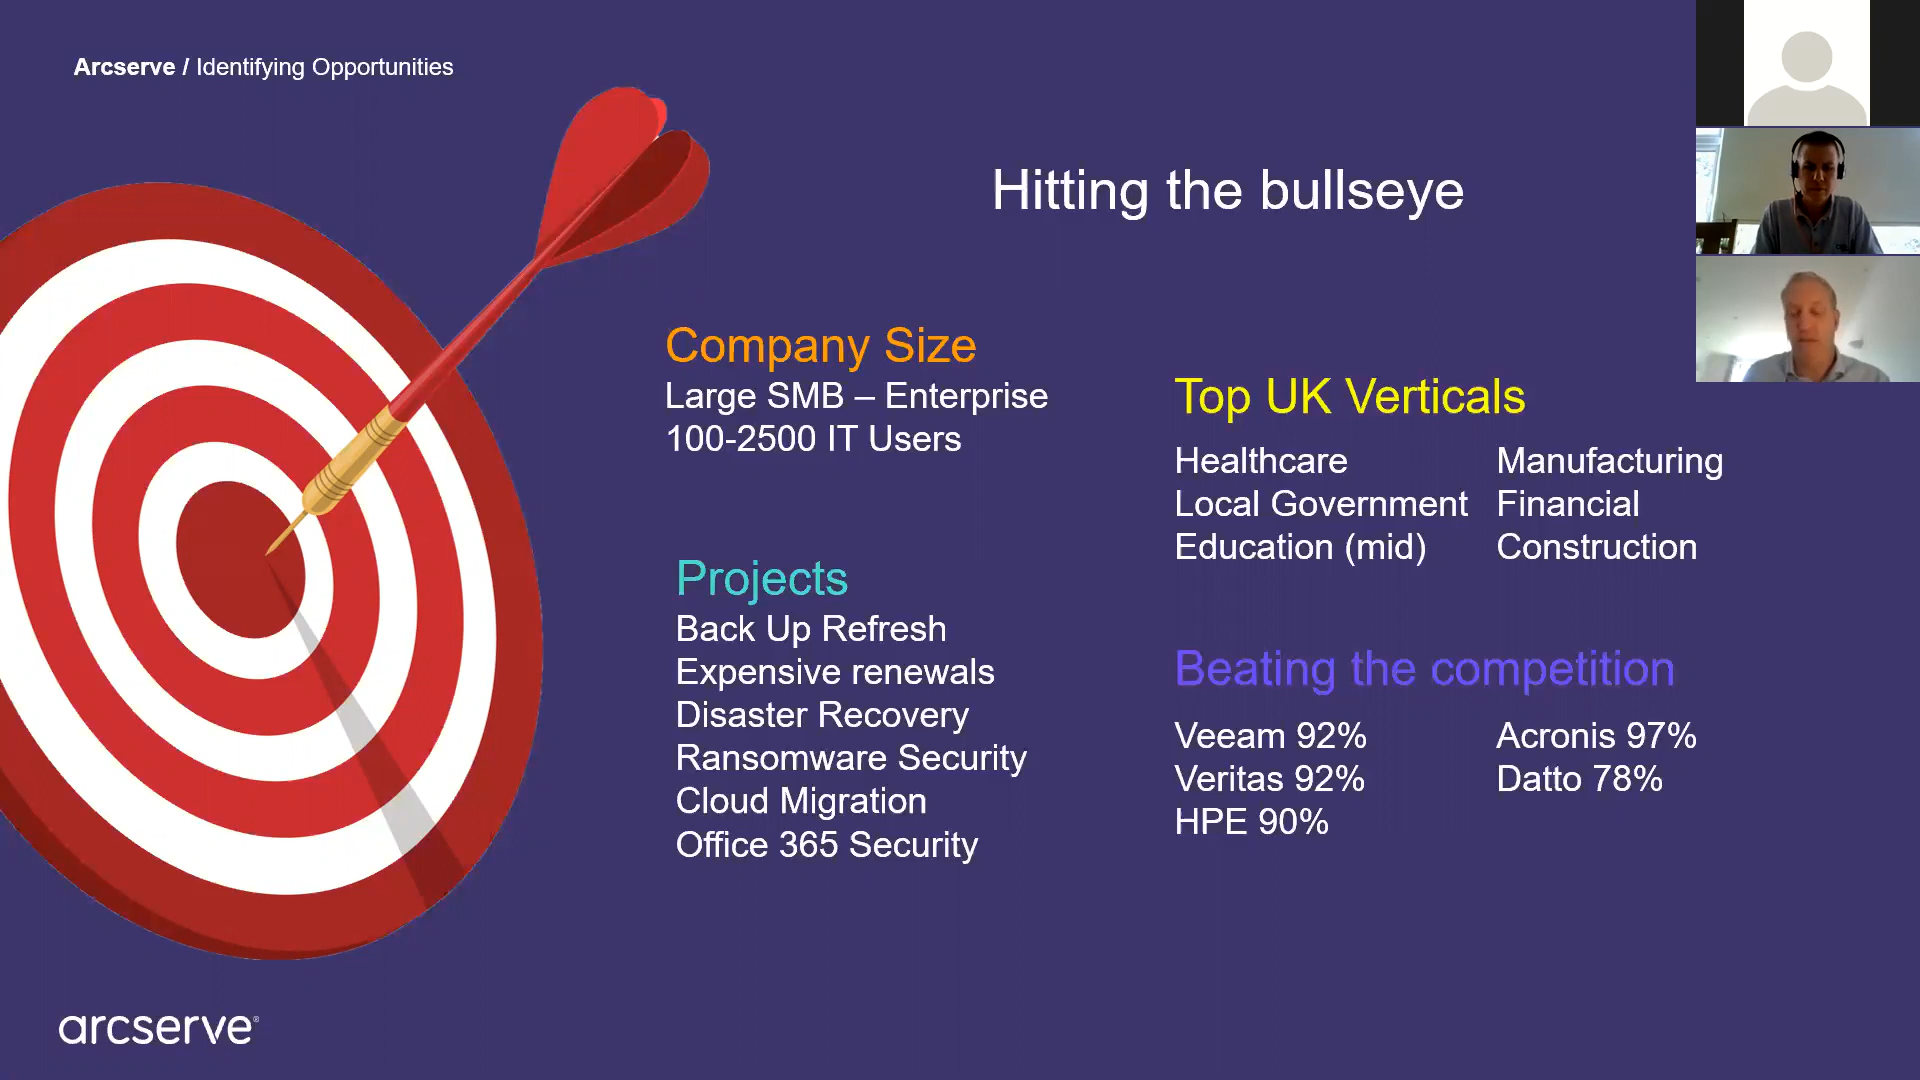 Arcserve / Identifying Opportunities
Hitting the bullseye
Company Size
Large SMB – Enterprise
100-2500 IT Users
Projects
Back Up Refresh
Expensive renewals
Disaster Recovery
Ransomware Security
Cloud Migration
Office 365 Security
Top UK Verticals
Healthcare Manufacturing
Local Government Financial
Education (mid) Construction
Beating the competition
Veeam 92% Acronis 97%
Veritas 92% Datto 78%
HPE 90%
arcserve®